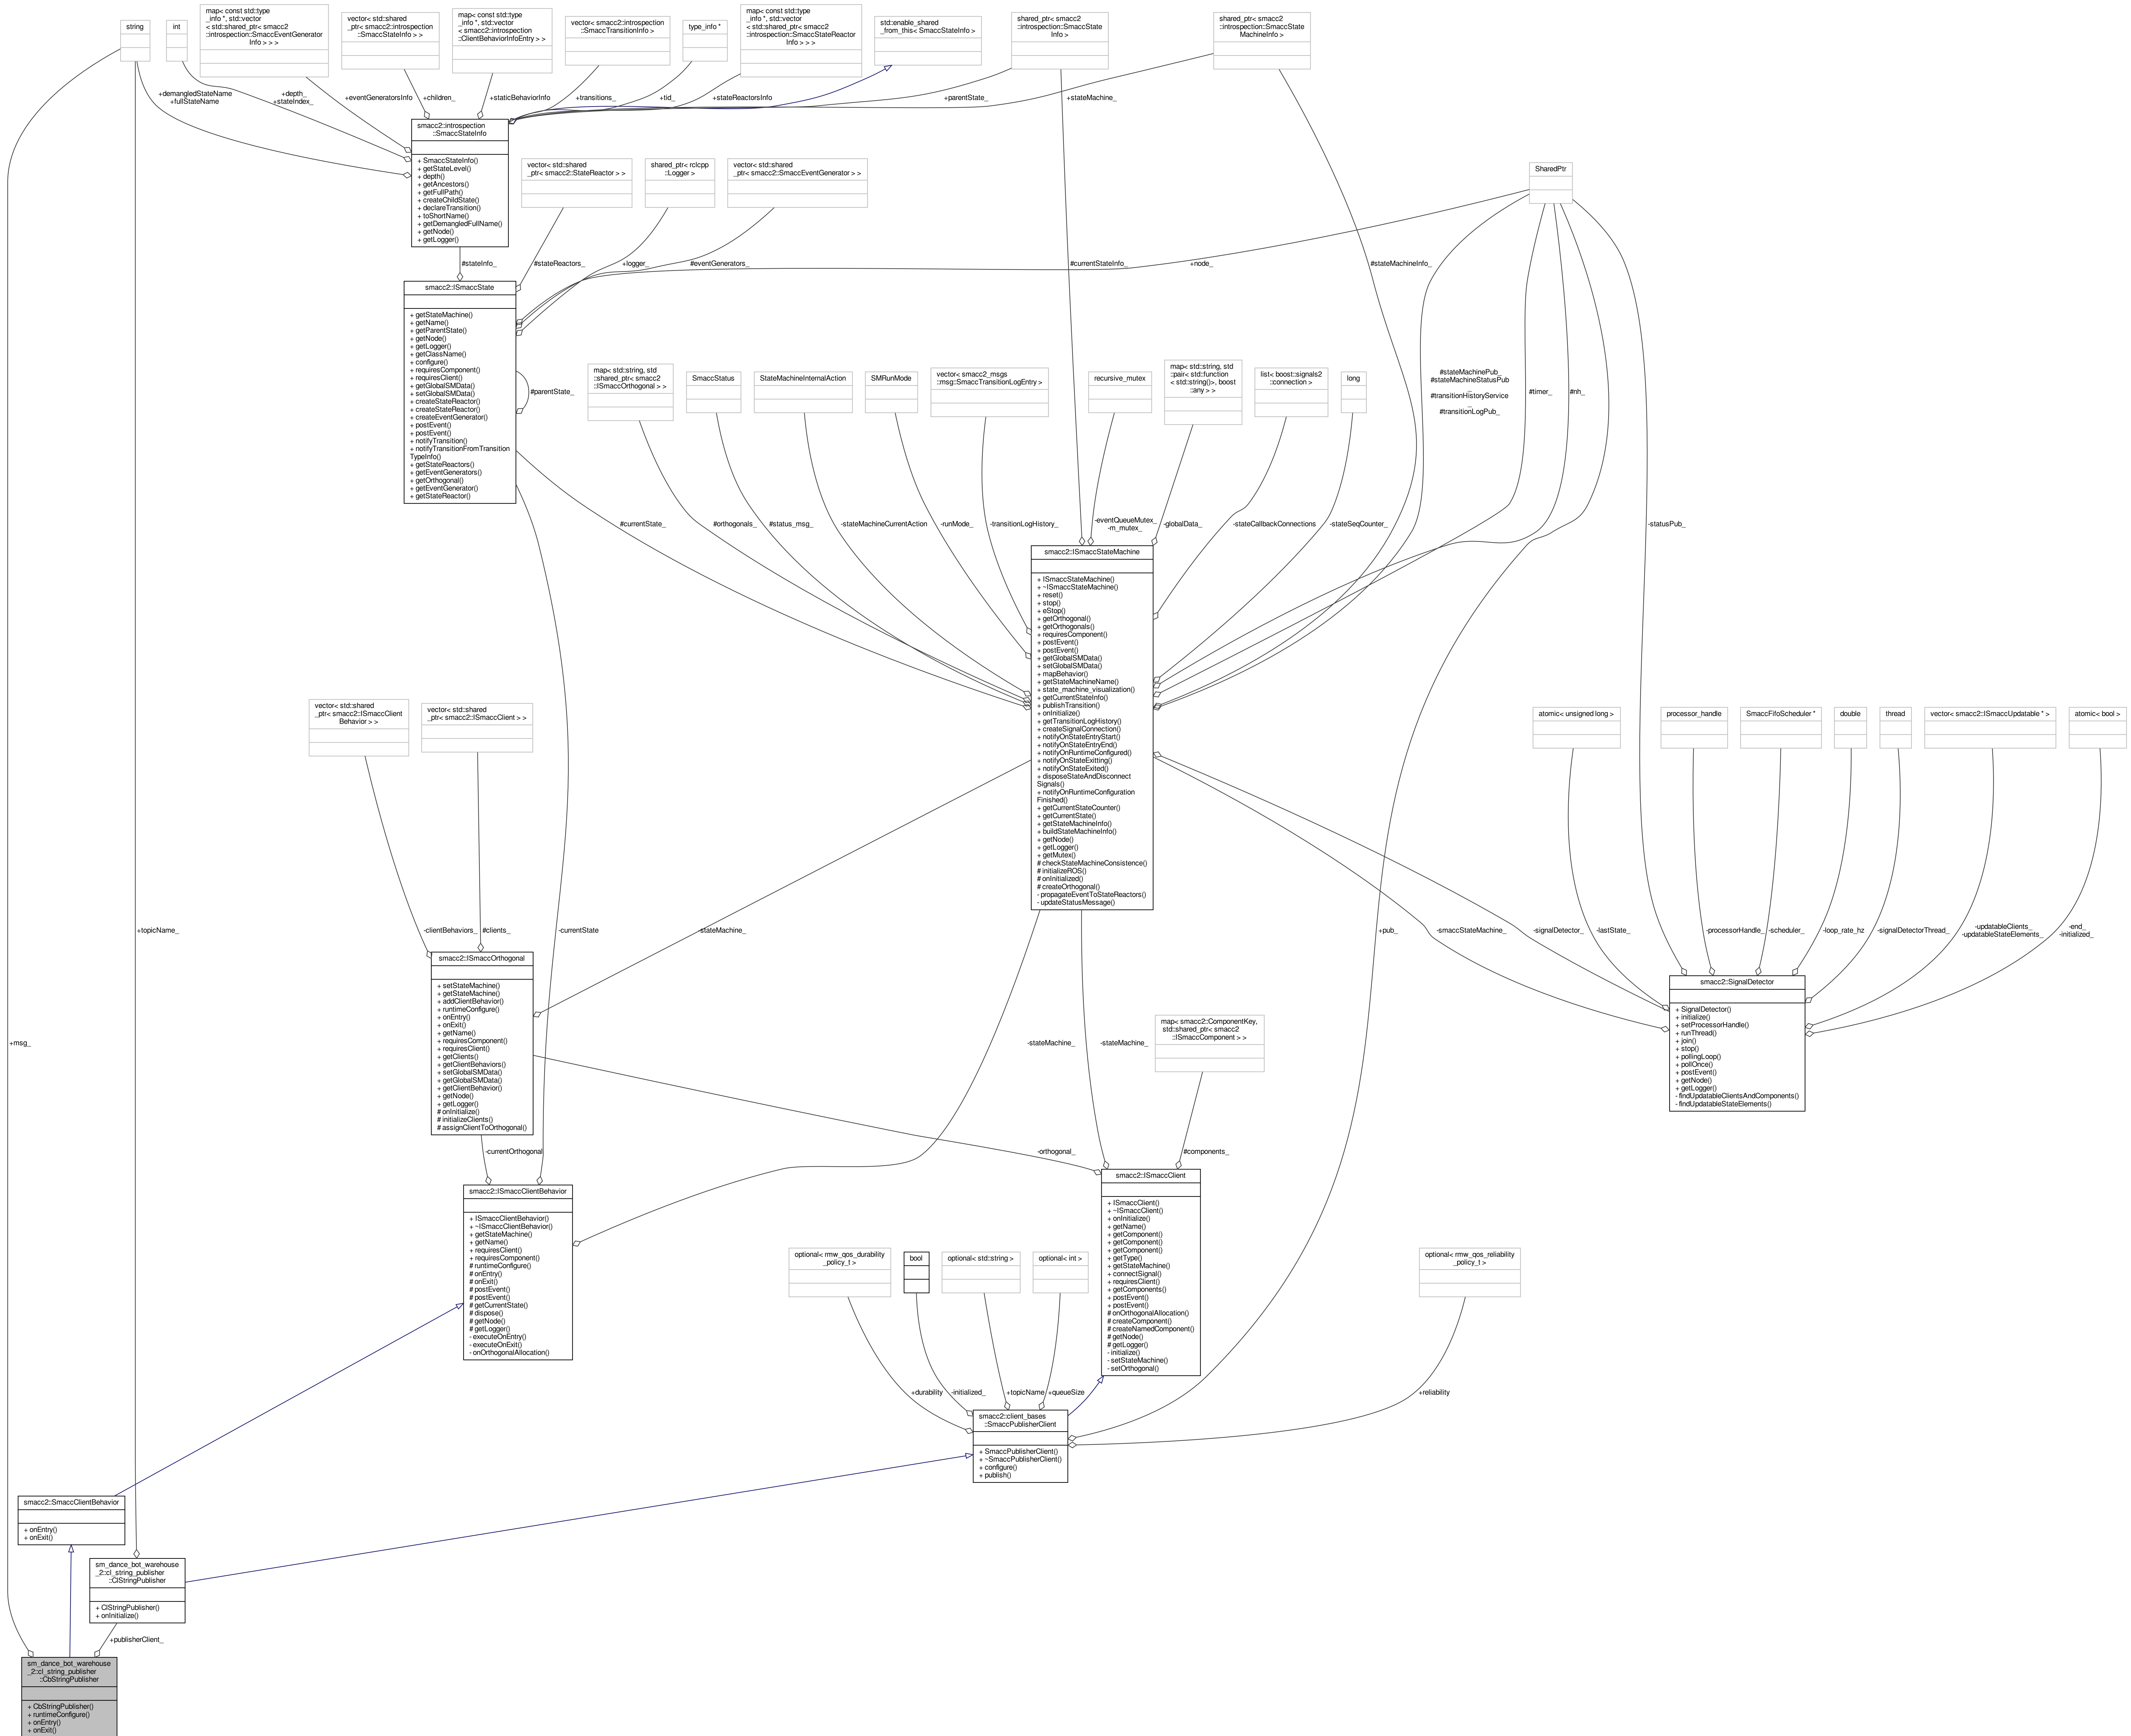 string
int
map< const std::type
_info *, std::vector
< std::shared_ptr< smacc2
::introspection::SmaccEventGenerator
Info > > >
vector< std::shared
_ptr< smacc2::introspection
::SmaccStateInfo > >
map< const std::type
_info *, std::vector
< smacc2::introspection
::ClientBehaviorInfoEntry > >
vector< smacc2::introspection
::SmaccTransitionInfo >
type_info *
map< const std::type
_info *, std::vector
< std::shared_ptr< smacc2
::introspection::SmaccStateReactor
Info > > >
std::enable_shared
_from_this< SmaccStateInfo >
shared_ptr< smacc2
::introspection::SmaccState
Info >
shared_ptr< smacc2
::introspection::SmaccState
MachineInfo >
+demangledStateName
+fullStateName
+depth_
+stateIndex_
+eventGeneratorsInfo
+children_
+staticBehaviorInfo
+transitions_
+tid_
+stateReactorsInfo
+parentState_
+stateMachine_
smacc2::introspection
::SmaccStateInfo
+ SmaccStateInfo()
+ getStateLevel()
+ depth()
+ getAncestors()
+ getFullPath()
+ createChildState()
+ declareTransition()
+ toShortName()
+ getDemangledFullName()
+ getNode()
+ getLogger()
vector< std::shared
_ptr< smacc2::StateReactor > >
shared_ptr< rclcpp
::Logger >
vector< std::shared
_ptr< smacc2::SmaccEventGenerator > >
SharedPtr
#stateInfo_
#stateReactors_
+logger_
#eventGenerators_
+node_
#currentStateInfo_
#stateMachineInfo_
smacc2::ISmaccState
+ getStateMachine()
+ getName()
+ getParentState()
+ getNode()
+ getLogger()
+ getClassName()
+ configure()
+ requiresComponent()
+ requiresClient()
+ getGlobalSMData()
+ setGlobalSMData()
+ createStateReactor()
+ createStateReactor()
+ createEventGenerator()
+ postEvent()
+ postEvent()
+ notifyTransition()
+ notifyTransitionFromTransition
TypeInfo()
+ getStateReactors()
+ getEventGenerators()
+ getOrthogonal()
+ getEventGenerator()
+ getStateReactor()
#parentState_
map< std::string, std
::shared_ptr< smacc2
::ISmaccOrthogonal > >
SmaccStatus
StateMachineInternalAction
SMRunMode
vector< smacc2_msgs
::msg::SmaccTransitionLogEntry >
recursive_mutex
map< std::string, std
::pair< std::function
< std::string()>, boost
::any > >
list< boost::signals2
::connection >
long
#stateMachinePub_
#stateMachineStatusPub
_
#transitionHistoryService
_
#transitionLogPub_
#timer_
#nh_
#currentState_
#orthogonals_
#status_msg_
-stateMachineCurrentAction
-runMode_
-transitionLogHistory_
-eventQueueMutex_
-m_mutex_
-globalData_
-stateCallbackConnections
-stateSeqCounter_
-statusPub_
smacc2::ISmaccStateMachine
+ ISmaccStateMachine()
+ ~ISmaccStateMachine()
+ reset()
+ stop()
+ eStop()
+ getOrthogonal()
+ getOrthogonals()
+ requiresComponent()
+ postEvent()
+ postEvent()
+ getGlobalSMData()
+ setGlobalSMData()
+ mapBehavior()
+ getStateMachineName()
+ state_machine_visualization()
+ getCurrentStateInfo()
+ publishTransition()
+ onInitialize()
+ getTransitionLogHistory()
+ createSignalConnection()
+ notifyOnStateEntryStart()
+ notifyOnStateEntryEnd()
+ notifyOnRuntimeConfigured()
+ notifyOnStateExitting()
+ notifyOnStateExited()
+ disposeStateAndDisconnect
Signals()
+ notifyOnRuntimeConfiguration
Finished()
+ getCurrentStateCounter()
+ getCurrentState()
+ getStateMachineInfo()
+ buildStateMachineInfo()
+ getNode()
+ getLogger()
+ getMutex()
# checkStateMachineConsistence()
# initializeROS()
# onInitialized()
# createOrthogonal()
- propagateEventToStateReactors()
- updateStatusMessage()
vector< std::shared
_ptr< smacc2::ISmaccClient
Behavior > >
vector< std::shared
_ptr< smacc2::ISmaccClient > >
atomic< unsigned long >
processor_handle
SmaccFifoScheduler *
double
thread
vector< smacc2::ISmaccUpdatable * >
atomic< bool >
+topicName_
-clientBehaviors_
#clients_
-currentState
-stateMachine_
+pub_
-smaccStateMachine_
-signalDetector_
-lastState_
-processorHandle_
-scheduler_
-loop_rate_hz
-signalDetectorThread_
-updatableClients_
-updatableStateElements_
-end_
-initialized_
smacc2::ISmaccOrthogonal
+ setStateMachine()
+ getStateMachine()
+ addClientBehavior()
+ runtimeConfigure()
+ onEntry()
+ onExit()
+ getName()
+ requiresComponent()
+ requiresClient()
+ getClients()
+ getClientBehaviors()
+ setGlobalSMData()
+ getGlobalSMData()
+ getClientBehavior()
+ getNode()
+ getLogger()
# onInitialize()
# initializeClients()
# assignClientToOrthogonal()
smacc2::SignalDetector
+ SignalDetector()
+ initialize()
+ setProcessorHandle()
+ runThread()
+ join()
+ stop()
+ pollingLoop()
+ pollOnce()
+ postEvent()
+ getNode()
+ getLogger()
- findUpdatableClientsAndComponents()
- findUpdatableStateElements()
+msg_
-stateMachine_
-stateMachine_
map< smacc2::ComponentKey,
std::shared_ptr< smacc2
::ISmaccComponent > >
-currentOrthogonal
-orthogonal_
#components_
smacc2::ISmaccClientBehavior
+ ISmaccClientBehavior()
+ ~ISmaccClientBehavior()
+ getStateMachine()
+ getName()
+ requiresClient()
+ requiresComponent()
# runtimeConfigure()
# onEntry()
# onExit()
# postEvent()
# postEvent()
# getCurrentState()
# dispose()
# getNode()
# getLogger()
- executeOnEntry()
- executeOnExit()
- onOrthogonalAllocation()
smacc2::ISmaccClient
+ ISmaccClient()
+ ~ISmaccClient()
+ onInitialize()
+ getName()
+ getComponent()
+ getComponent()
+ getComponent()
+ getType()
+ getStateMachine()
+ connectSignal()
+ requiresClient()
+ getComponents()
+ postEvent()
+ postEvent()
# onOrthogonalAllocation()
# createComponent()
# createNamedComponent()
# getNode()
# getLogger()
- initialize()
- setStateMachine()
- setOrthogonal()
optional< rmw_qos_durability
_policy_t >
bool
optional< std::string >
optional< int >
optional< rmw_qos_reliability
_policy_t >
+durability
-initialized_
+topicName
+queueSize
+reliability
smacc2::client_bases
::SmaccPublisherClient
+ SmaccPublisherClient()
+ ~SmaccPublisherClient()
+ configure()
+ publish()
smacc2::SmaccClientBehavior
+ onEntry()
+ onExit()
sm_dance_bot_warehouse
_2::cl_string_publisher
::ClStringPublisher
+ ClStringPublisher()
+ onInitialize()
+publisherClient_
sm_dance_bot_warehouse
_2::cl_string_publisher
::CbStringPublisher
+ CbStringPublisher()
+ runtimeConfigure()
+ onEntry()
+ onExit()